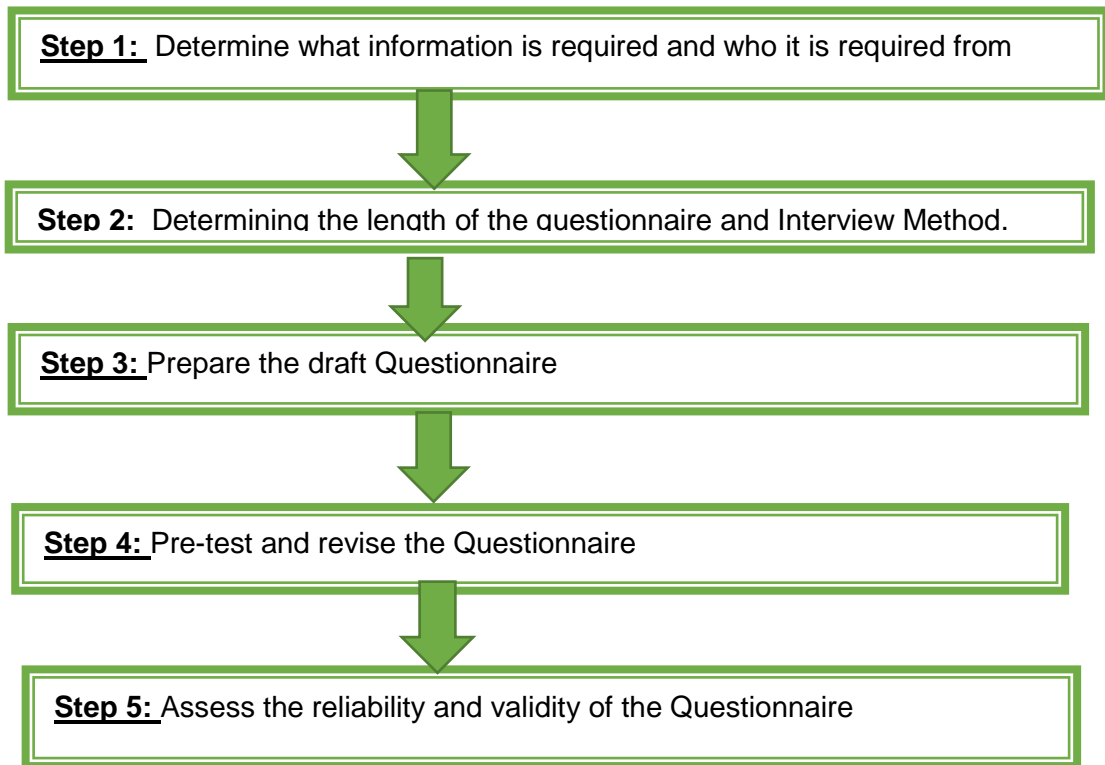 Step 1: Determine what information is required and who it is required from
Step 2: Determining the length of the questionnaire and Interview Method.
Step 3: Prepare the draft Questionnaire
Step 4: Pre-test and revise the Questionnaire
Step 5: Assess the reliability and validity of the Questionnaire